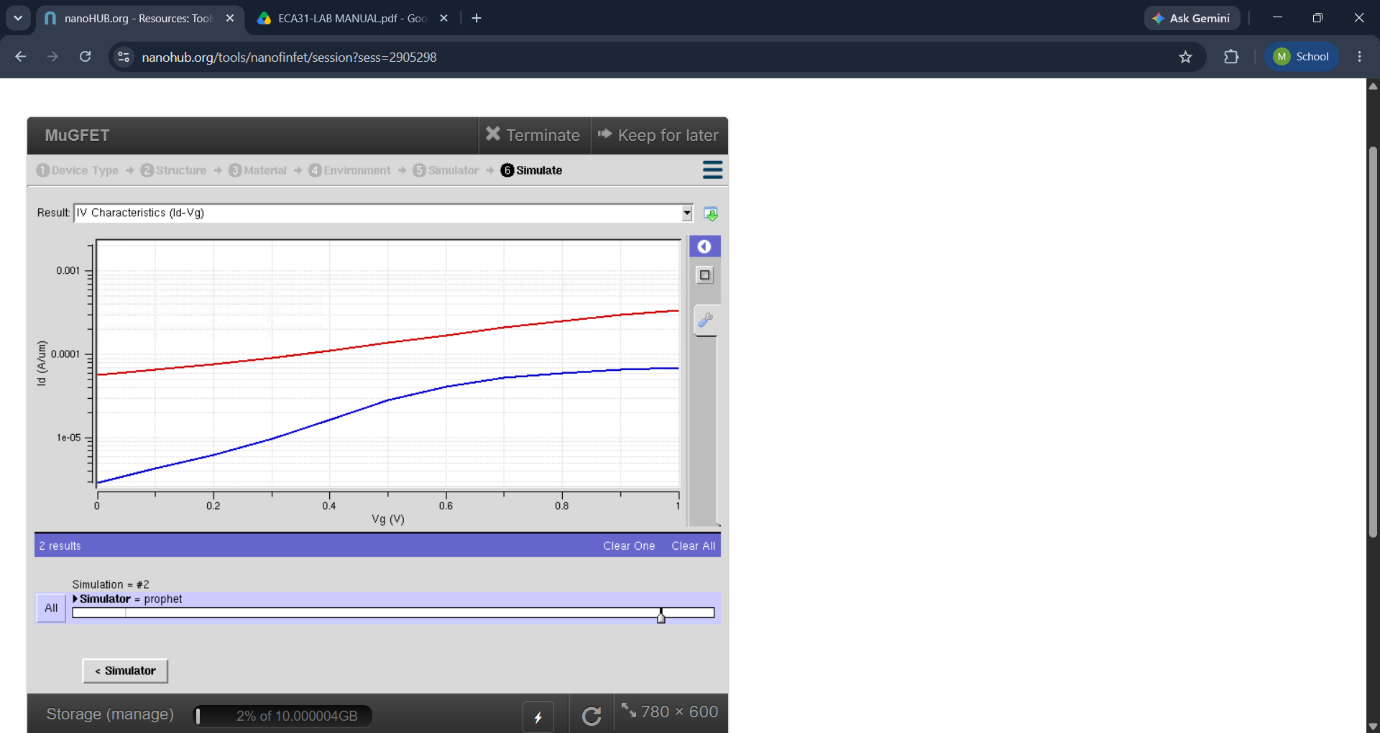 nanoHUB.org - Resources: Tools
ECA31-LAB MANUAL.pdf - Goo
Ask Gemini
nanohub.org/tools/nanofinfet/session?sess=2905298
M School
MuGFET
Terminate
Keep for later
1 Device Type → 2 Structure → 3 Material → 4 Environment → 5 Simulator → 6 Simulate
Result: IV Characteristics (Id-Vg)
0.001
0.0001
1e-05
Id (A/um)
0 0.2 0.4 0.6 0.8 1
Vg (V)
2 results Clear One Clear All
Simulation = #2
All
Simulator = prophet
< Simulator
Storage (manage) 2% of 10.000004GB 780 × 600